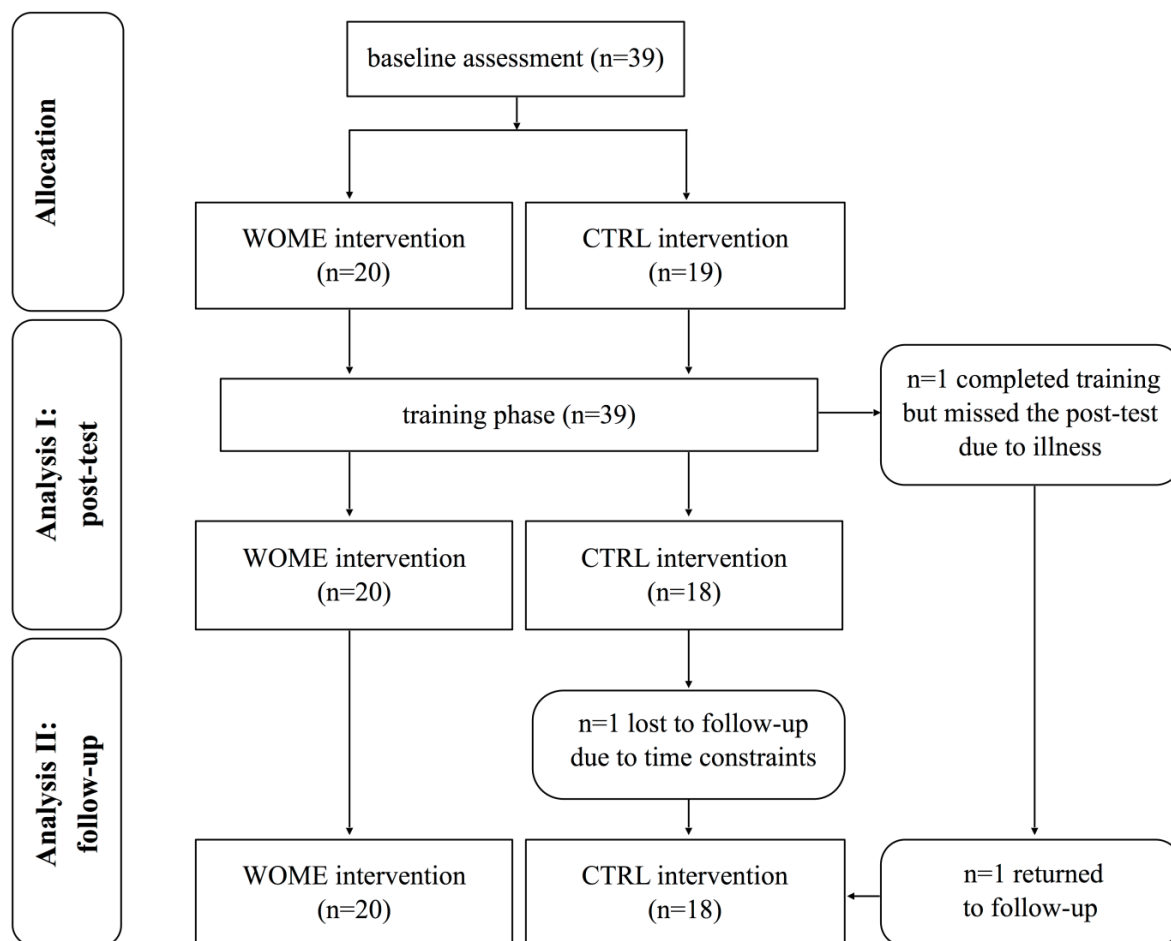 Allocation
baseline assessment (n=39)
WOME intervention
(n=20)
CTRL intervention
(n=19)
Analysis I:
post-test
training phase (n=39)
n=1 completed training
but missed the post-test
due to illness
WOME intervention
(n=20)
CTRL intervention
(n=18)
Analysis II:
follow-up
n=1 lost to follow-up
due to time constraints
WOME intervention
(n=20)
CTRL intervention
(n=18)
n=1 returned
to follow-up